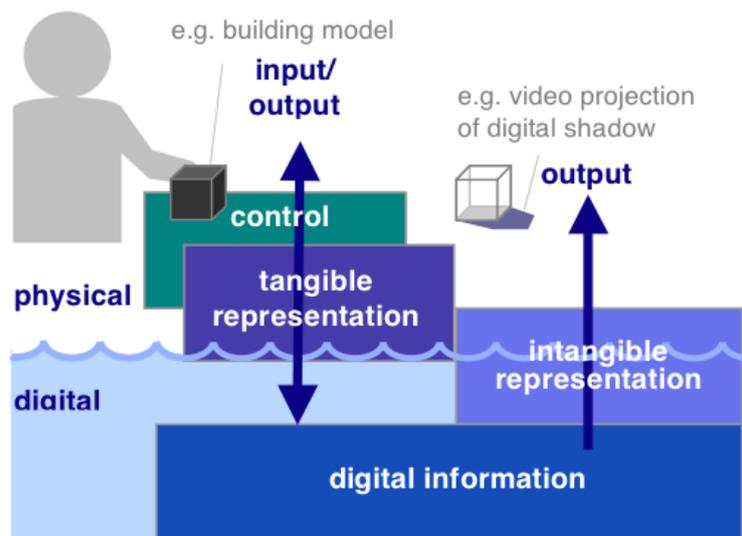 e.g. building model
input/
output
e.g. video projection
of digital shadow
output
control
tangible
representation
physical
intangible
representation
digital
digital information